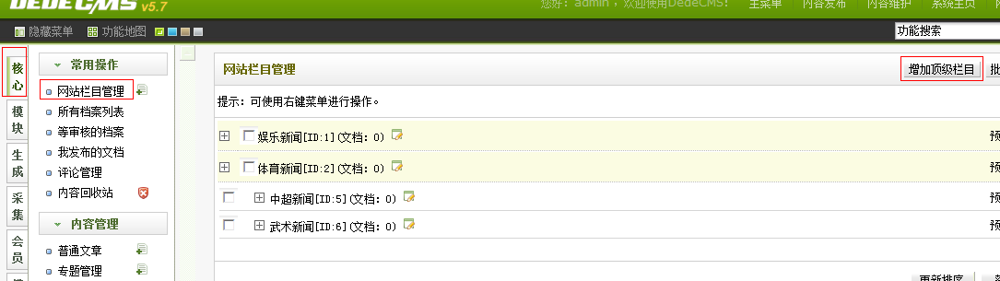 DEDECMS v5.7
您好：admin ，欢迎使用DedeCMS！ 主菜单 内容发布 内容维护 系统主页
隐藏菜单 功能地图 功能搜索
核心
模块
生成
采集
会员
常用操作
网站栏目管理
所有档案列表
等审核的档案
我发布的文档
评论管理
内容回收站
内容管理
普通文章
专题管理
网站栏目管理 增加顶级栏目
提示：可使用右键菜单进行操作。
娱乐新闻[ID:1](文档：0) 预
体育新闻[ID:2](文档：0) 预
中超新闻[ID:5](文档：0) 预
武术新闻[ID:6](文档：0) 预
更新排序